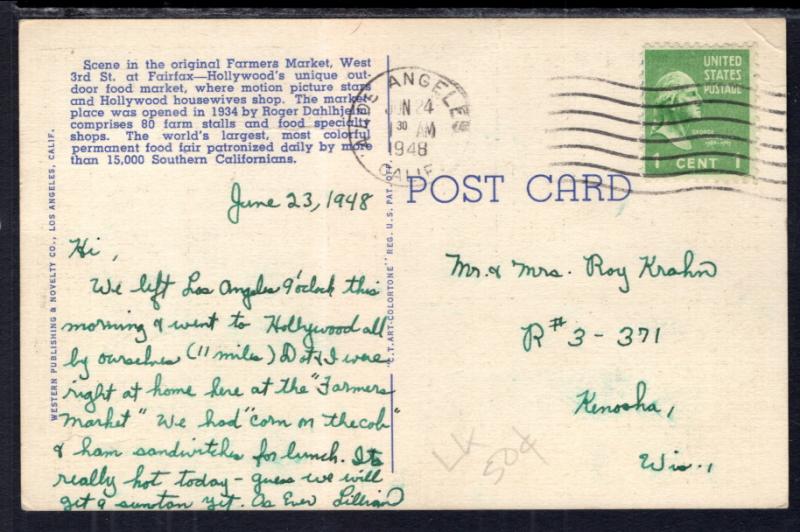 Scene in the original Farmers Market, West
3rd St. at Fairfax—Hollywood's unique out-
door food market, where motion picture stars
and Hollywood housewives shop. The market
place was opened in 1934 by Roger Dahlhjelm,
comprises 80 farm stalls and food specialty
shops. The world's largest, most colorful
permanent food fair patronized daily by more
than 15,000 Southern Californians.
WESTERN PUBLISHING & NOVELTY CO., LOS ANGELES, CALIF.
June 23, 1948
Hi,
We left Los Angeles 9 o'clock this
morning & went to Hollywood all
by ourselves (11 miles) Dot & I were
right at home here at the "Farmers
Market" We had "corn on the cob"
& ham sandwitches for lunch. Its
really hot today - guess we will
get a suntan yet. As Ever Lillian
"C.T. ART-COLORTONE" REG. U.S. PAT. OFF.
LOS ANGELES
JUN 24
30 AM
1948
CALIF
UNITED
STATES
POSTAGE
GEORGE
1 CENT 1
POST CARD
Mr. & Mrs. Roy Krahn
R#3-371
Kenosha,
Wis.,
LK
50¢